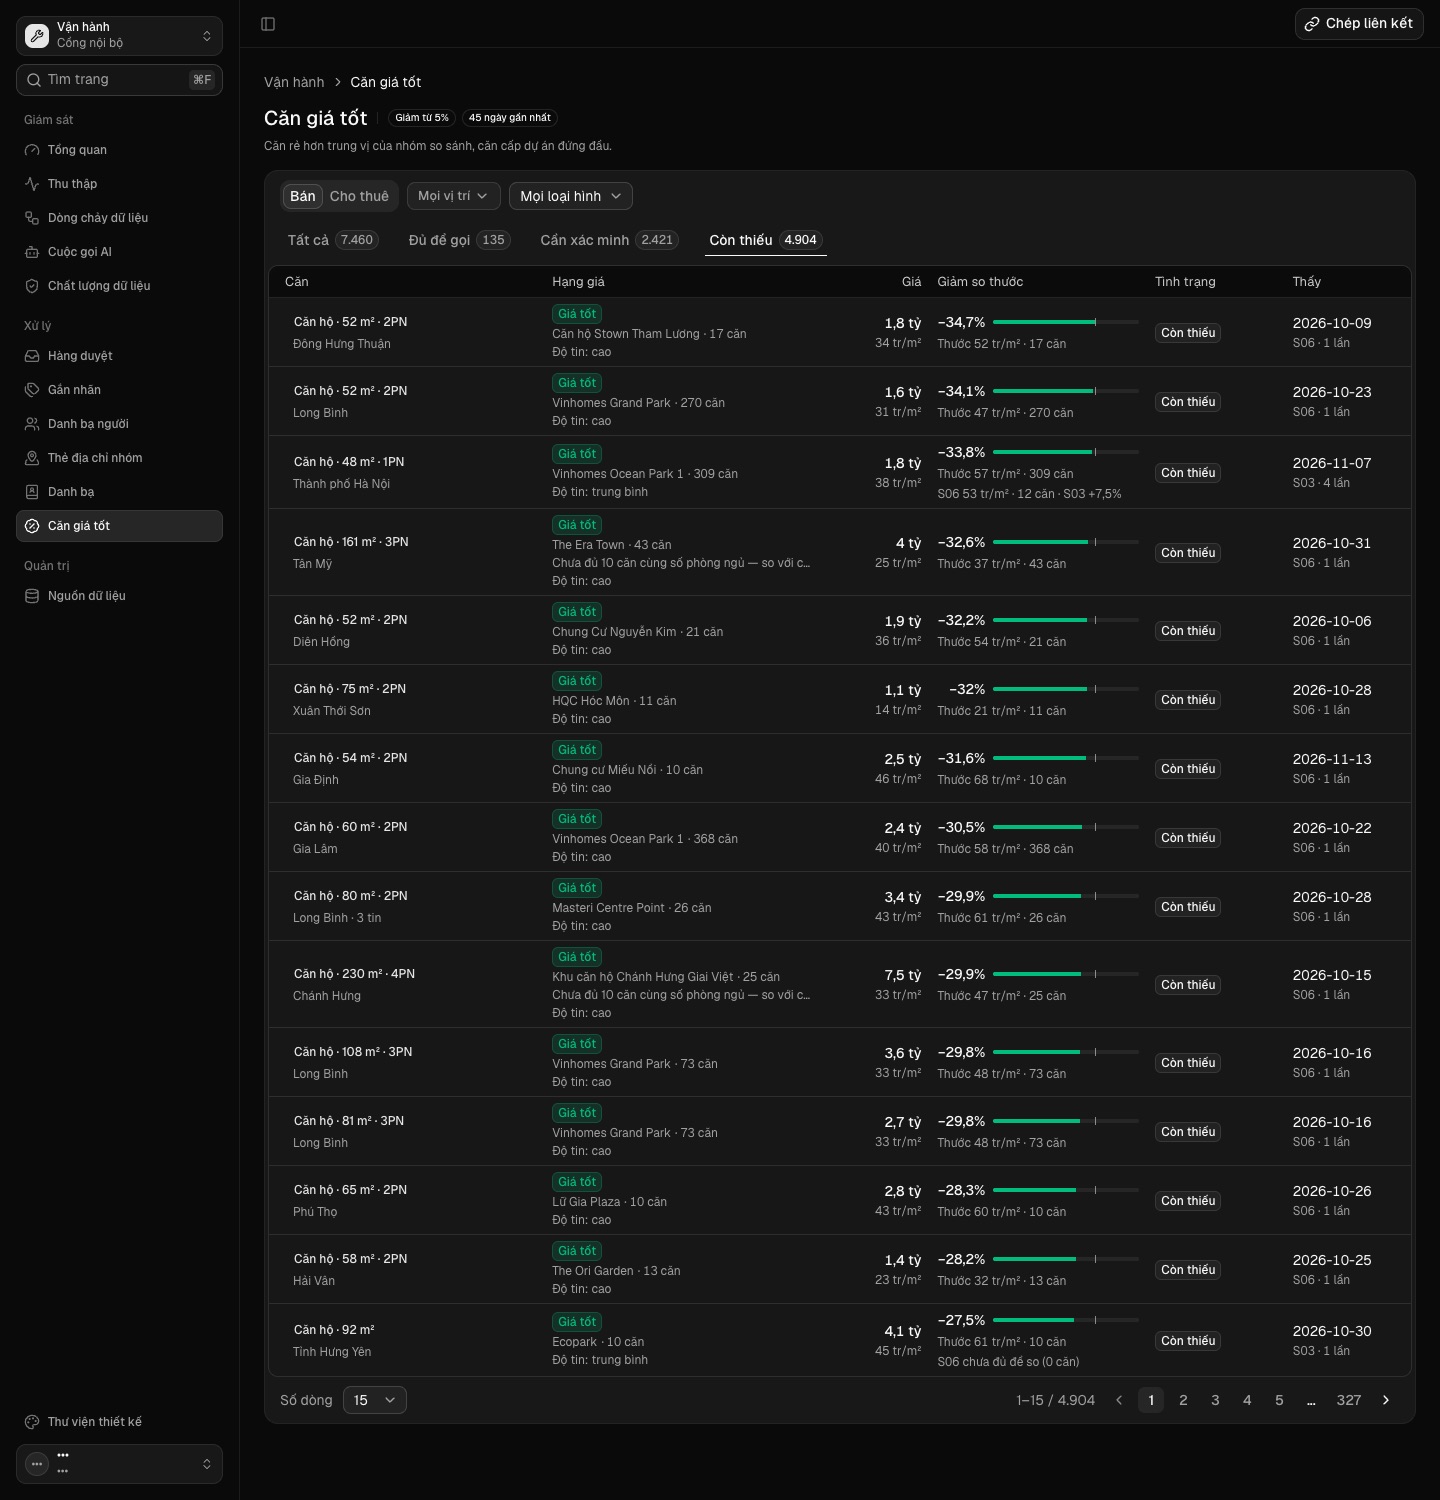 Vận hành
Cổng nội bộ
Tìm trang
⌘F
Giám sát
Tổng quan
Thu thập
Dòng chảy dữ liệu
Cuộc gọi AI
Chất lượng dữ liệu
Xử lý
Hàng duyệt
Gắn nhãn
Danh bạ người
Thẻ địa chỉ nhóm
Danh bạ
Căn giá tốt
Quản trị
Nguồn dữ liệu
Thư viện thiết kế
Chép liên kết
Vận hành > Căn giá tốt
Căn giá tốt
Giảm từ 5%
45 ngày gần nhất
Căn rẻ hơn trung vị của nhóm so sánh, căn cấp dự án đứng đầu.
Bán
Cho thuê
Mọi vị trí
Mọi loại hình
Tất cả 7.460
Đủ để gọi 135
Cần xác minh 2.421
Còn thiếu 4.904
Căn
Hạng giá
Giá
Giảm so thước
Tình trạng
Thấy
Căn hộ · 52 m² · 2PN
Đông Hưng Thuận
Giá tốt
Căn hộ Stown Tham Lương · 17 căn
Độ tin: cao
1,8 tỷ
34 tr/m²
−34,7%
Thước 52 tr/m² · 17 căn
Còn thiếu
2026-10-09
S06 · 1 lần
Căn hộ · 52 m² · 2PN
Long Bình
Giá tốt
Vinhomes Grand Park · 270 căn
Độ tin: cao
1,6 tỷ
31 tr/m²
−34,1%
Thước 47 tr/m² · 270 căn
Còn thiếu
2026-10-23
S06 · 1 lần
Căn hộ · 48 m² · 1PN
Thành phố Hà Nội
Giá tốt
Vinhomes Ocean Park 1 · 309 căn
Độ tin: trung bình
1,8 tỷ
38 tr/m²
−33,8%
Thước 57 tr/m² · 309 căn
S06 53 tr/m² · 12 căn · S03 +7,5%
Còn thiếu
2026-11-07
S03 · 4 lần
Căn hộ · 161 m² · 3PN
Tân Mỹ
Giá tốt
The Era Town · 43 căn
Chưa đủ 10 căn cùng số phòng ngủ — so với c...
Độ tin: cao
4 tỷ
25 tr/m²
−32,6%
Thước 37 tr/m² · 43 căn
Còn thiếu
2026-10-31
S06 · 1 lần
Căn hộ · 52 m² · 2PN
Diên Hồng
Giá tốt
Chung Cư Nguyễn Kim · 21 căn
Độ tin: cao
1,9 tỷ
36 tr/m²
−32,2%
Thước 54 tr/m² · 21 căn
Còn thiếu
2026-10-06
S06 · 1 lần
Căn hộ · 75 m² · 2PN
Xuân Thới Sơn
Giá tốt
HQC Hóc Môn · 11 căn
Độ tin: cao
1,1 tỷ
14 tr/m²
−32%
Thước 21 tr/m² · 11 căn
Còn thiếu
2026-10-28
S06 · 1 lần
Căn hộ · 54 m² · 2PN
Gia Định
Giá tốt
Chung cư Miếu Nổi · 10 căn
Độ tin: cao
2,5 tỷ
46 tr/m²
−31,6%
Thước 68 tr/m² · 10 căn
Còn thiếu
2026-11-13
S06 · 1 lần
Căn hộ · 60 m² · 2PN
Gia Lâm
Giá tốt
Vinhomes Ocean Park 1 · 368 căn
Độ tin: cao
2,4 tỷ
40 tr/m²
−30,5%
Thước 58 tr/m² · 368 căn
Còn thiếu
2026-10-22
S06 · 1 lần
Căn hộ · 80 m² · 2PN
Long Bình · 3 tin
Giá tốt
Masteri Centre Point · 26 căn
Độ tin: cao
3,4 tỷ
43 tr/m²
−29,9%
Thước 61 tr/m² · 26 căn
Còn thiếu
2026-10-28
S06 · 1 lần
Căn hộ · 230 m² · 4PN
Chánh Hưng
Giá tốt
Khu căn hộ Chánh Hưng Giai Việt · 25 căn
Chưa đủ 10 căn cùng số phòng ngủ — so với c...
Độ tin: cao
7,5 tỷ
33 tr/m²
−29,9%
Thước 47 tr/m² · 25 căn
Còn thiếu
2026-10-15
S06 · 1 lần
Căn hộ · 108 m² · 3PN
Long Bình
Giá tốt
Vinhomes Grand Park · 73 căn
Độ tin: cao
3,6 tỷ
33 tr/m²
−29,8%
Thước 48 tr/m² · 73 căn
Còn thiếu
2026-10-16
S06 · 1 lần
Căn hộ · 81 m² · 3PN
Long Bình
Giá tốt
Vinhomes Grand Park · 73 căn
Độ tin: cao
2,7 tỷ
33 tr/m²
−29,8%
Thước 48 tr/m² · 73 căn
Còn thiếu
2026-10-16
S06 · 1 lần
Căn hộ · 65 m² · 2PN
Phú Thọ
Giá tốt
Lữ Gia Plaza · 10 căn
Độ tin: cao
2,8 tỷ
43 tr/m²
−28,3%
Thước 60 tr/m² · 10 căn
Còn thiếu
2026-10-26
S06 · 1 lần
Căn hộ · 58 m² · 2PN
Hải Vân
Giá tốt
The Ori Garden · 13 căn
Độ tin: cao
1,4 tỷ
23 tr/m²
−28,2%
Thước 32 tr/m² · 13 căn
Còn thiếu
2026-10-25
S06 · 1 lần
Căn hộ · 92 m²
Tỉnh Hưng Yên
Giá tốt
Ecopark · 10 căn
Độ tin: trung bình
4,1 tỷ
45 tr/m²
−27,5%
Thước 61 tr/m² · 10 căn
S06 chưa đủ để so (0 căn)
Còn thiếu
2026-10-30
S03 · 1 lần
Số dòng
15
1–15 / 4.904
1 2 3 4 5 ... 327